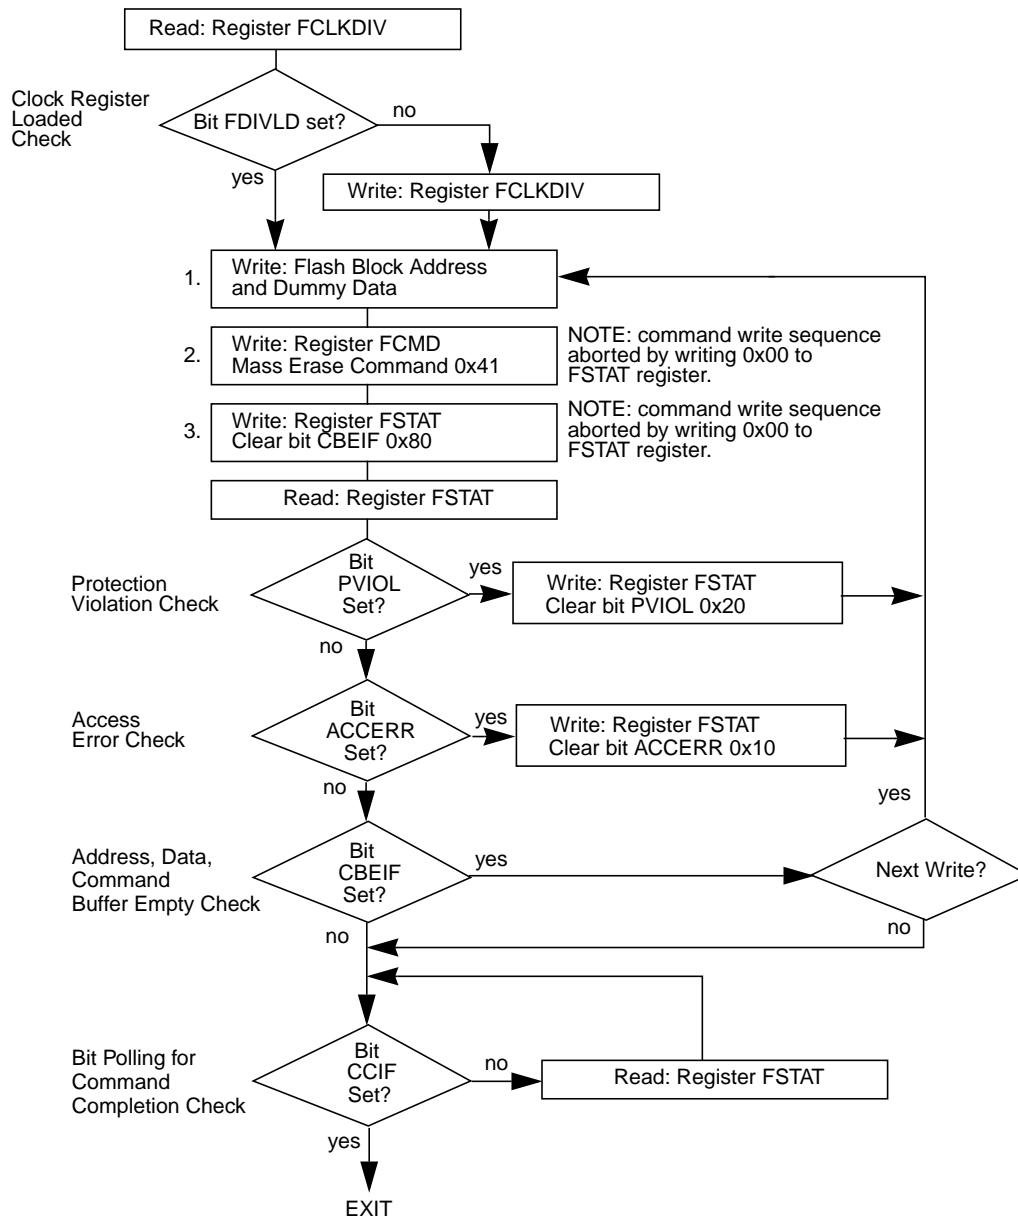 Read: Register FCLKDIV
Clock Register
Loaded
Check
Bit FDIVLD set?
no
yes
Write: Register FCLKDIV
1.
Write: Flash Block Address
and Dummy Data
2.
Write: Register FCMD
Mass Erase Command 0x41
NOTE: command write sequence
aborted by writing 0x00 to
FSTAT register.
3.
Write: Register FSTAT
Clear bit CBEIF 0x80
NOTE: command write sequence
aborted by writing 0x00 to
FSTAT register.
Read: Register FSTAT
Protection
Violation Check
Bit
PVIOL
Set?
yes
Write: Register FSTAT
Clear bit PVIOL 0x20
no
Access
Error Check
Bit
ACCERR
Set?
yes
Write: Register FSTAT
Clear bit ACCERR 0x10
no
yes
Address, Data,
Command
Buffer Empty Check
Bit
CBEIF
Set?
yes
Next Write?
no
no
Bit Polling for
Command
Completion Check
Bit
CCIF
Set?
no
Read: Register FSTAT
yes
EXIT